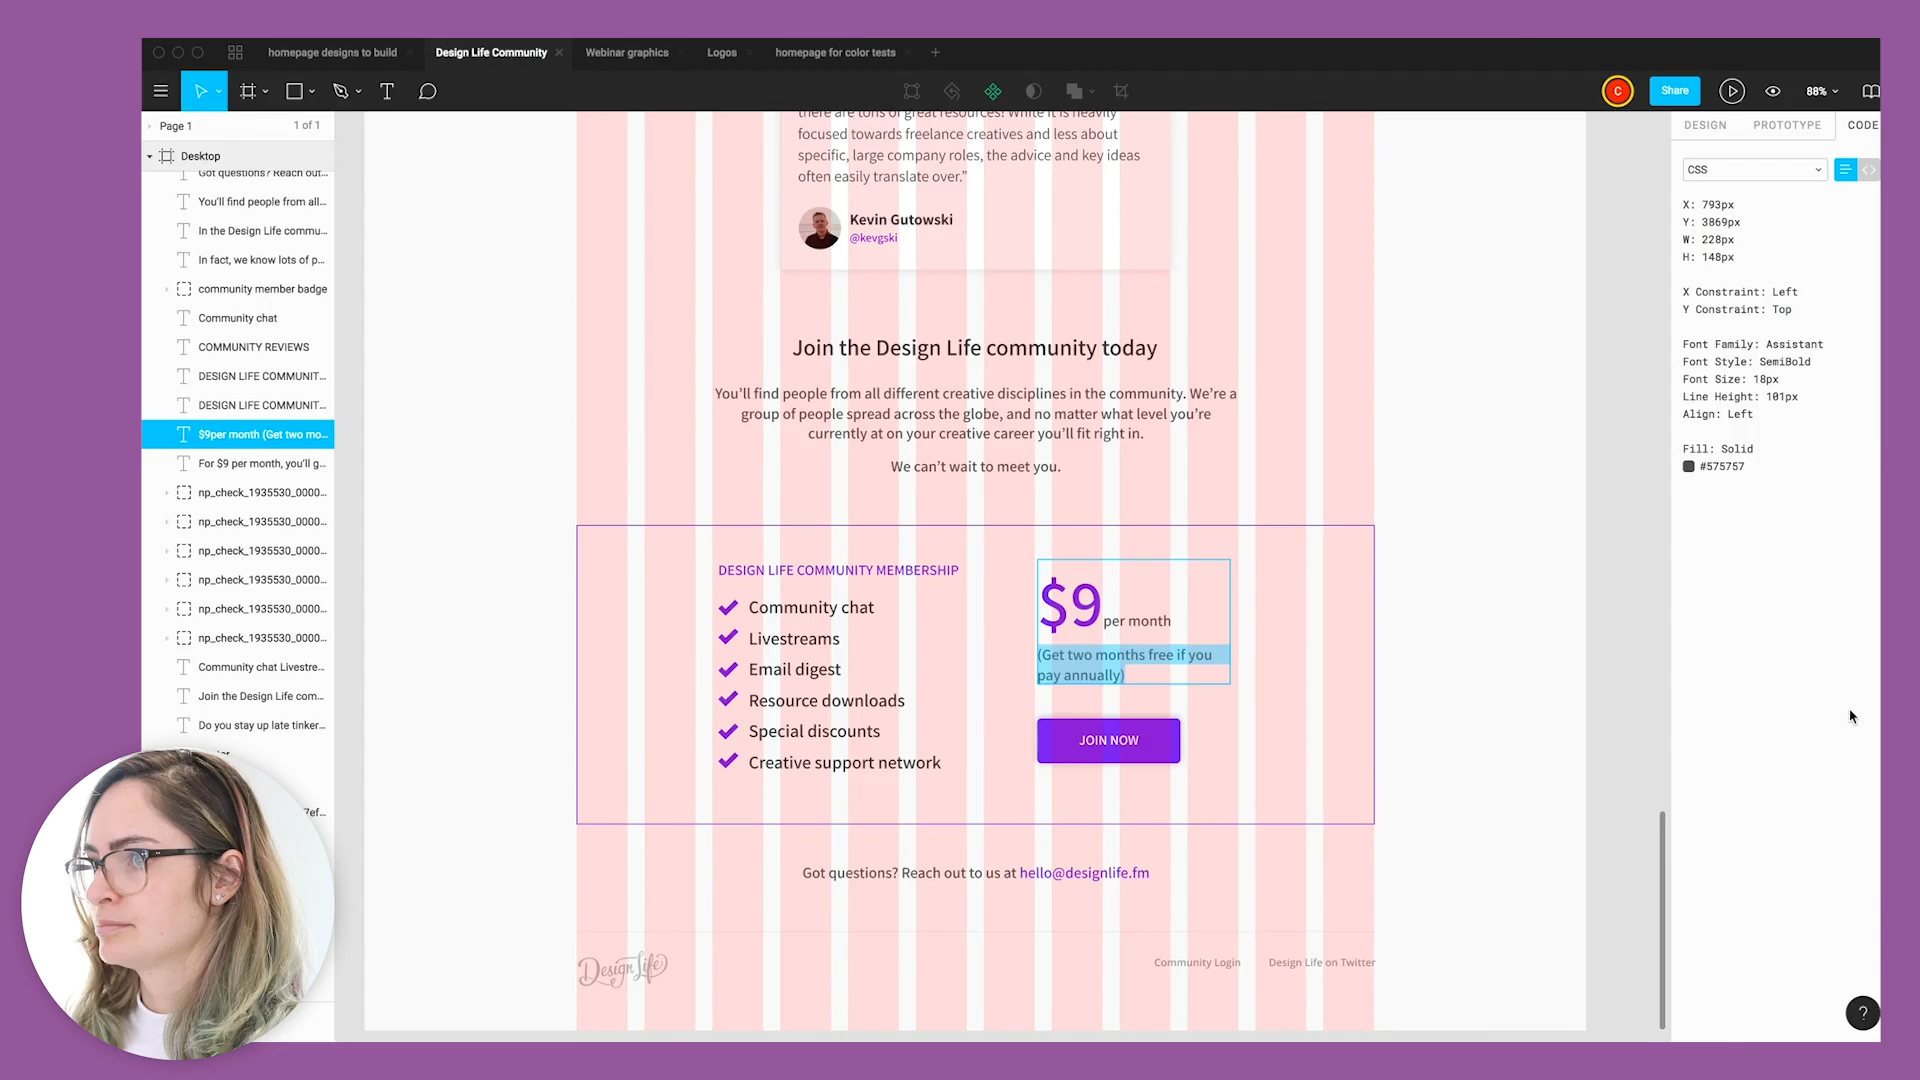 homepage designs to build
Design Life Community
Webinar graphics
Logos
homepage for color tests
C
Share
88%
Page 1
1 of 1
Desktop
Got questions? Reach out...
You’ll find people from all...
In the Design Life commu...
In fact, we know lots of p...
community member badge
Community chat
COMMUNITY REVIEWS
DESIGN LIFE COMMUNIT...
DESIGN LIFE COMMUNIT...
$9per month (Get two mo...
For $9 per month, you’ll g...
np_check_1935530_0000...
np_check_1935530_0000...
np_check_1935530_0000...
np_check_1935530_0000...
np_check_1935530_0000...
np_check_1935530_0000...
Community chat Livestre...
Join the Design Life com...
Do you stay up late tinker...
there are tons of great resources! While it is heavily
focused towards freelance creatives and less about
specific, large company roles, the advice and key ideas
often easily translate over.”
Kevin Gutowski
@kevgski
Join the Design Life community today
You’ll find people from all different creative disciplines in the community. We’re a
group of people spread across the globe, and no matter what level you’re
currently at on your creative career you’ll fit right in.
We can’t wait to meet you.
DESIGN LIFE COMMUNITY MEMBERSHIP
Community chat
Livestreams
Email digest
Resource downloads
Special discounts
Creative support network
$9 per month
(Get two months free if you
pay annually)
JOIN NOW
Got questions? Reach out to us at hello@designlife.fm
Design Life
Community Login
Design Life on Twitter
DESIGN
PROTOTYPE
CODE
CSS
X: 793px
Y: 3869px
W: 228px
H: 148px
X Constraint: Left
Y Constraint: Top
Font Family: Assistant
Font Style: SemiBold
Font Size: 18px
Line Height: 101px
Align: Left
Fill: Solid
#575757
?